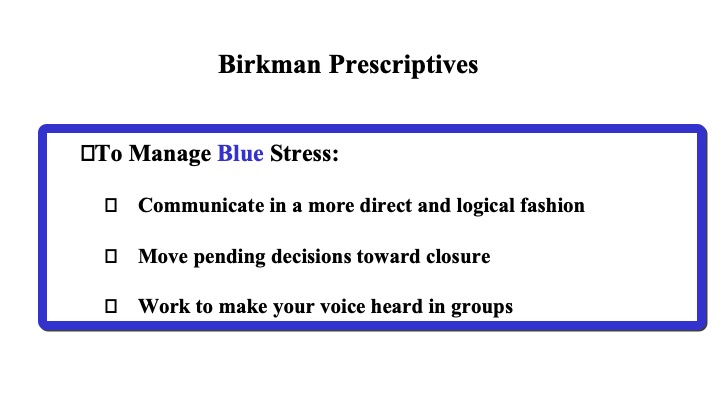 Birkman Prescriptives
□To Manage Blue Stress:
□ Communicate in a more direct and logical fashion
□ Move pending decisions toward closure
□ Work to make your voice heard in groups